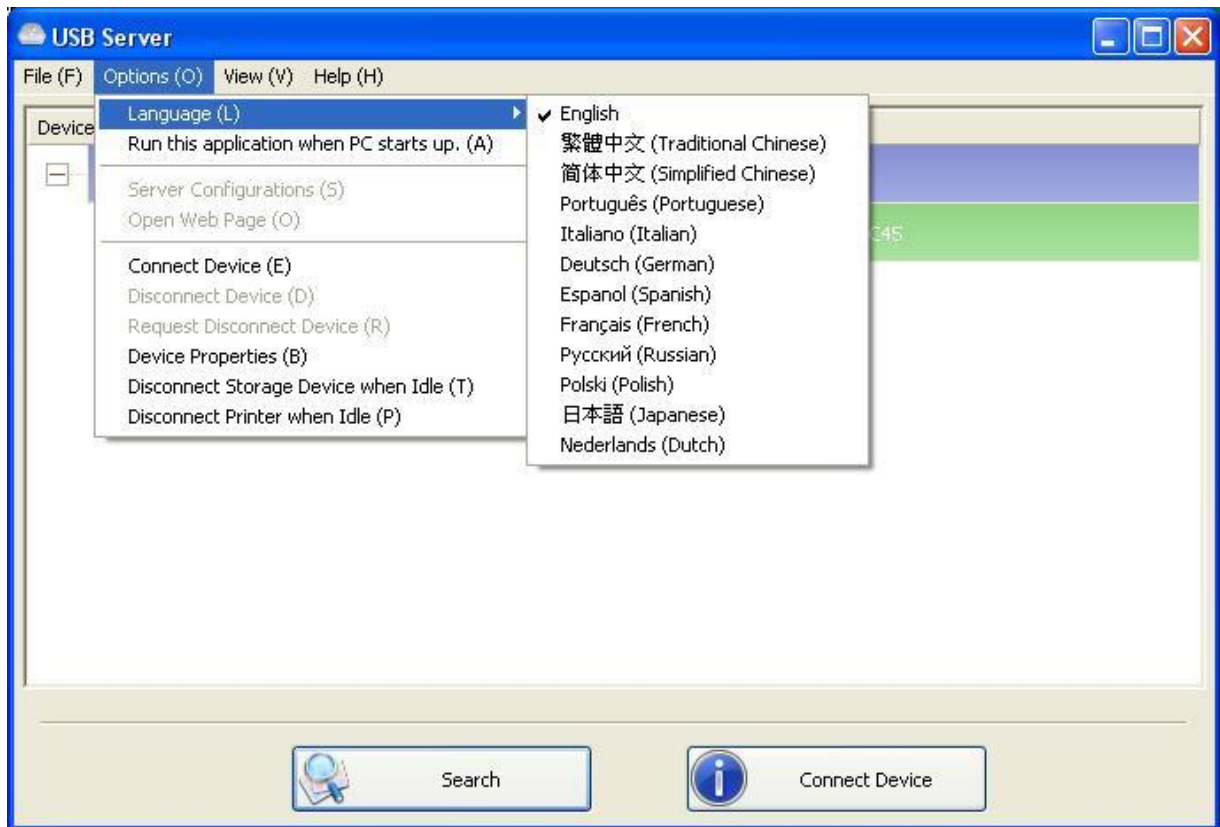 USB Server
File (F) Options (O) View (V) Help (H)
Device
Language (L)
Run this application when PC starts up. (A)
Server Configurations (S)
Open Web Page (O)
Connect Device (E)
Disconnect Device (D)
Request Disconnect Device (R)
Device Properties (B)
Disconnect Storage Device when Idle (T)
Disconnect Printer when Idle (P)
English
繁體中文 (Traditional Chinese)
简体中文 (Simplified Chinese)
Português (Portuguese)
Italiano (Italian)
Deutsch (German)
Espanol (Spanish)
Français (French)
Русский (Russian)
Polski (Polish)
日本語 (Japanese)
Nederlands (Dutch)
C45
Search
Connect Device